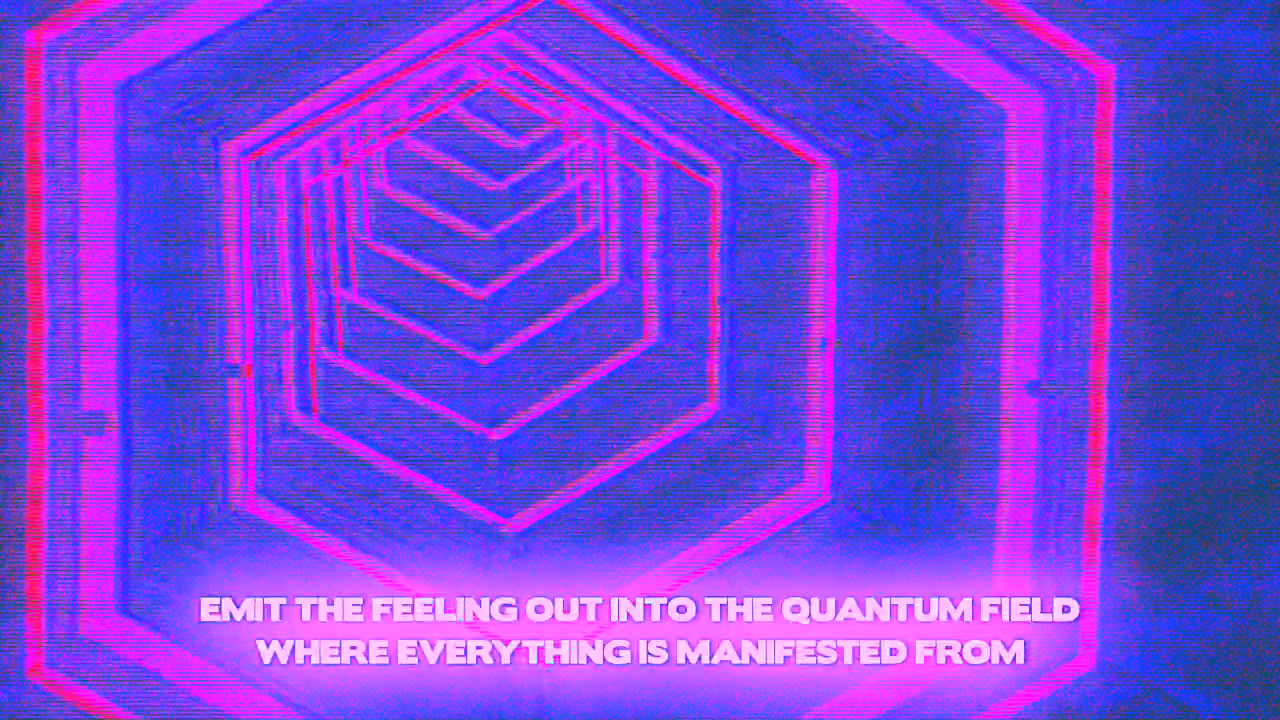 EMIT THE FEELING OUT INTO THE QUANTUM FIELD
WHERE EVERYTHING IS MANIFESTED FROM